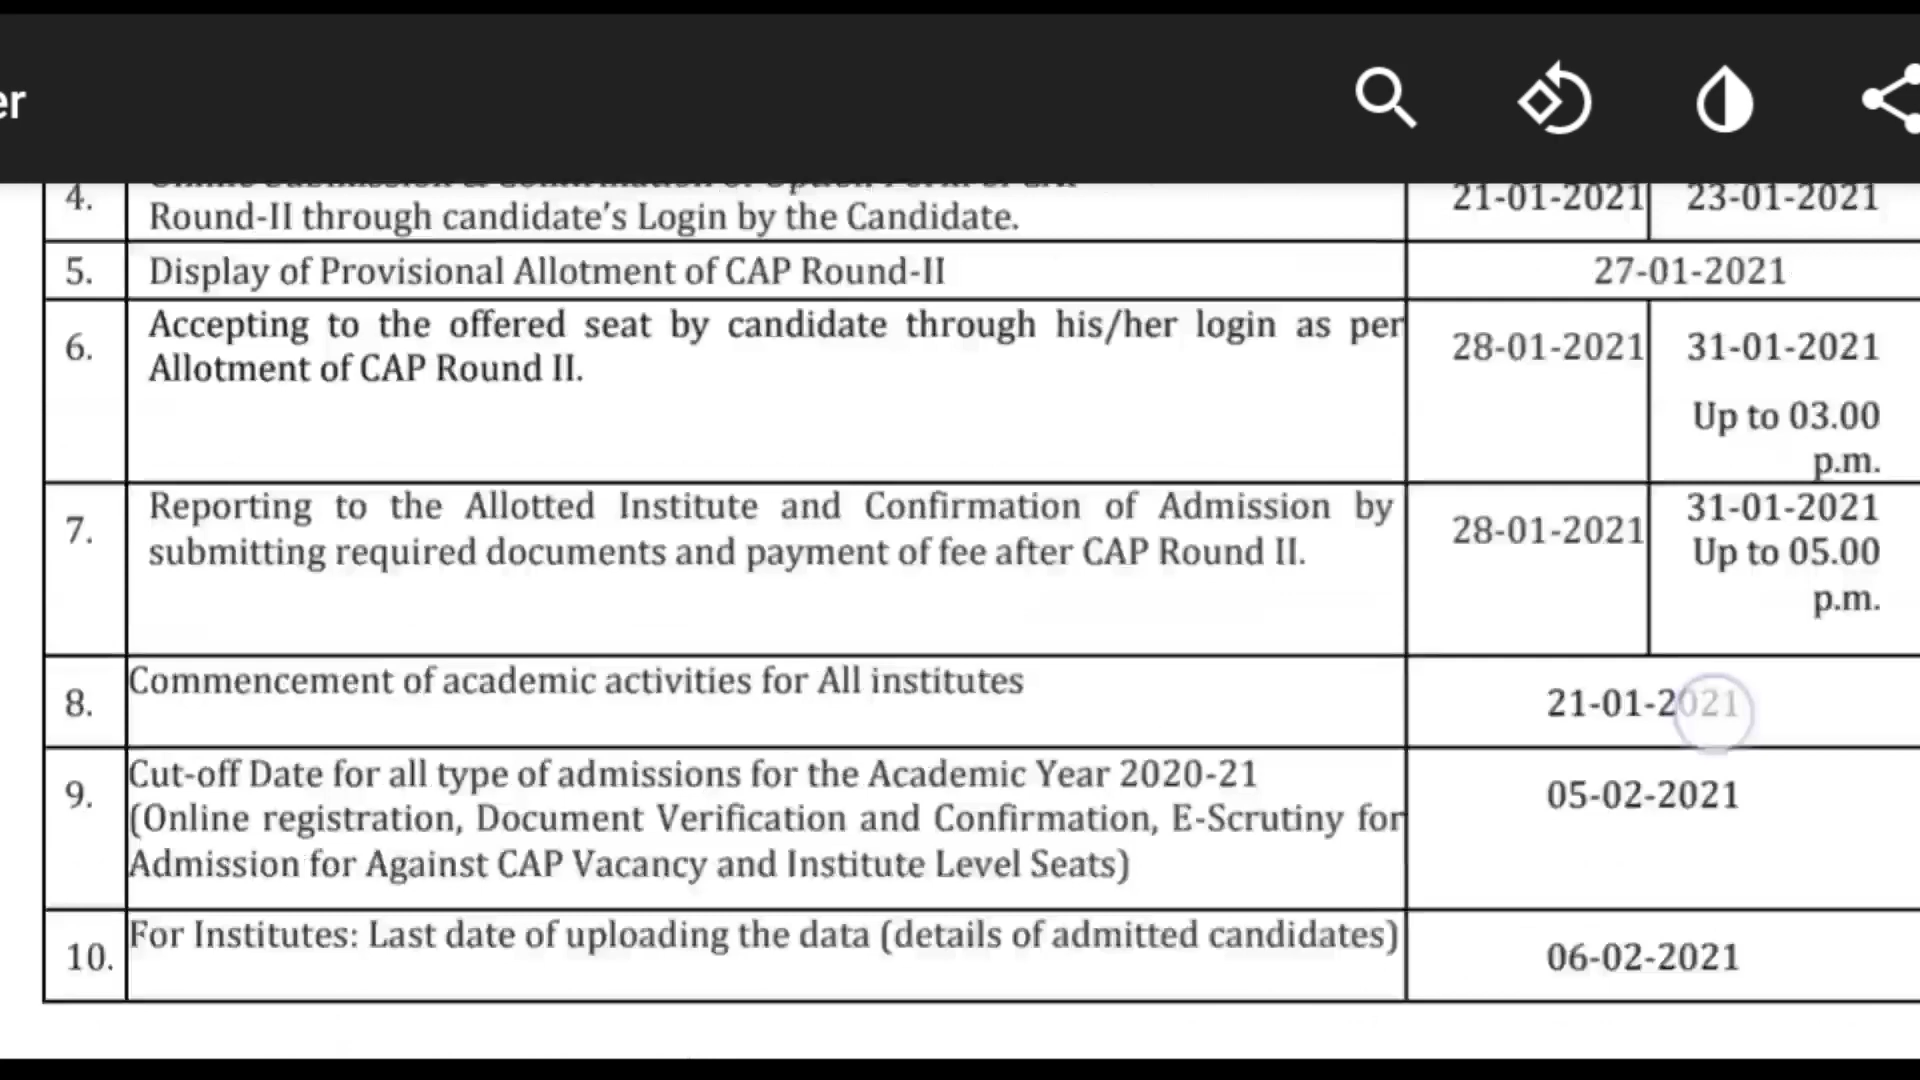 er
4.
21-01-2021
23-01-2021
Round-II through candidate's Login by the Candidate.
5.
Display of Provisional Allotment of CAP Round-II
27-01-2021
6.
Accepting to the offered seat by candidate through his/her login as per
Allotment of CAP Round II.
28-01-2021
31-01-2021
Up to 03.00
p.m.
7.
Reporting to the Allotted Institute and Confirmation of Admission by
submitting required documents and payment of fee after CAP Round II.
28-01-2021
31-01-2021
Up to 05.00
p.m.
8.
Commencement of academic activities for All institutes
21-01-2021
9.
Cut-off Date for all type of admissions for the Academic Year 2020-21
(Online registration, Document Verification and Confirmation, E-Scrutiny for
Admission for Against CAP Vacancy and Institute Level Seats)
05-02-2021
10.
For Institutes: Last date of uploading the data (details of admitted candidates)
06-02-2021